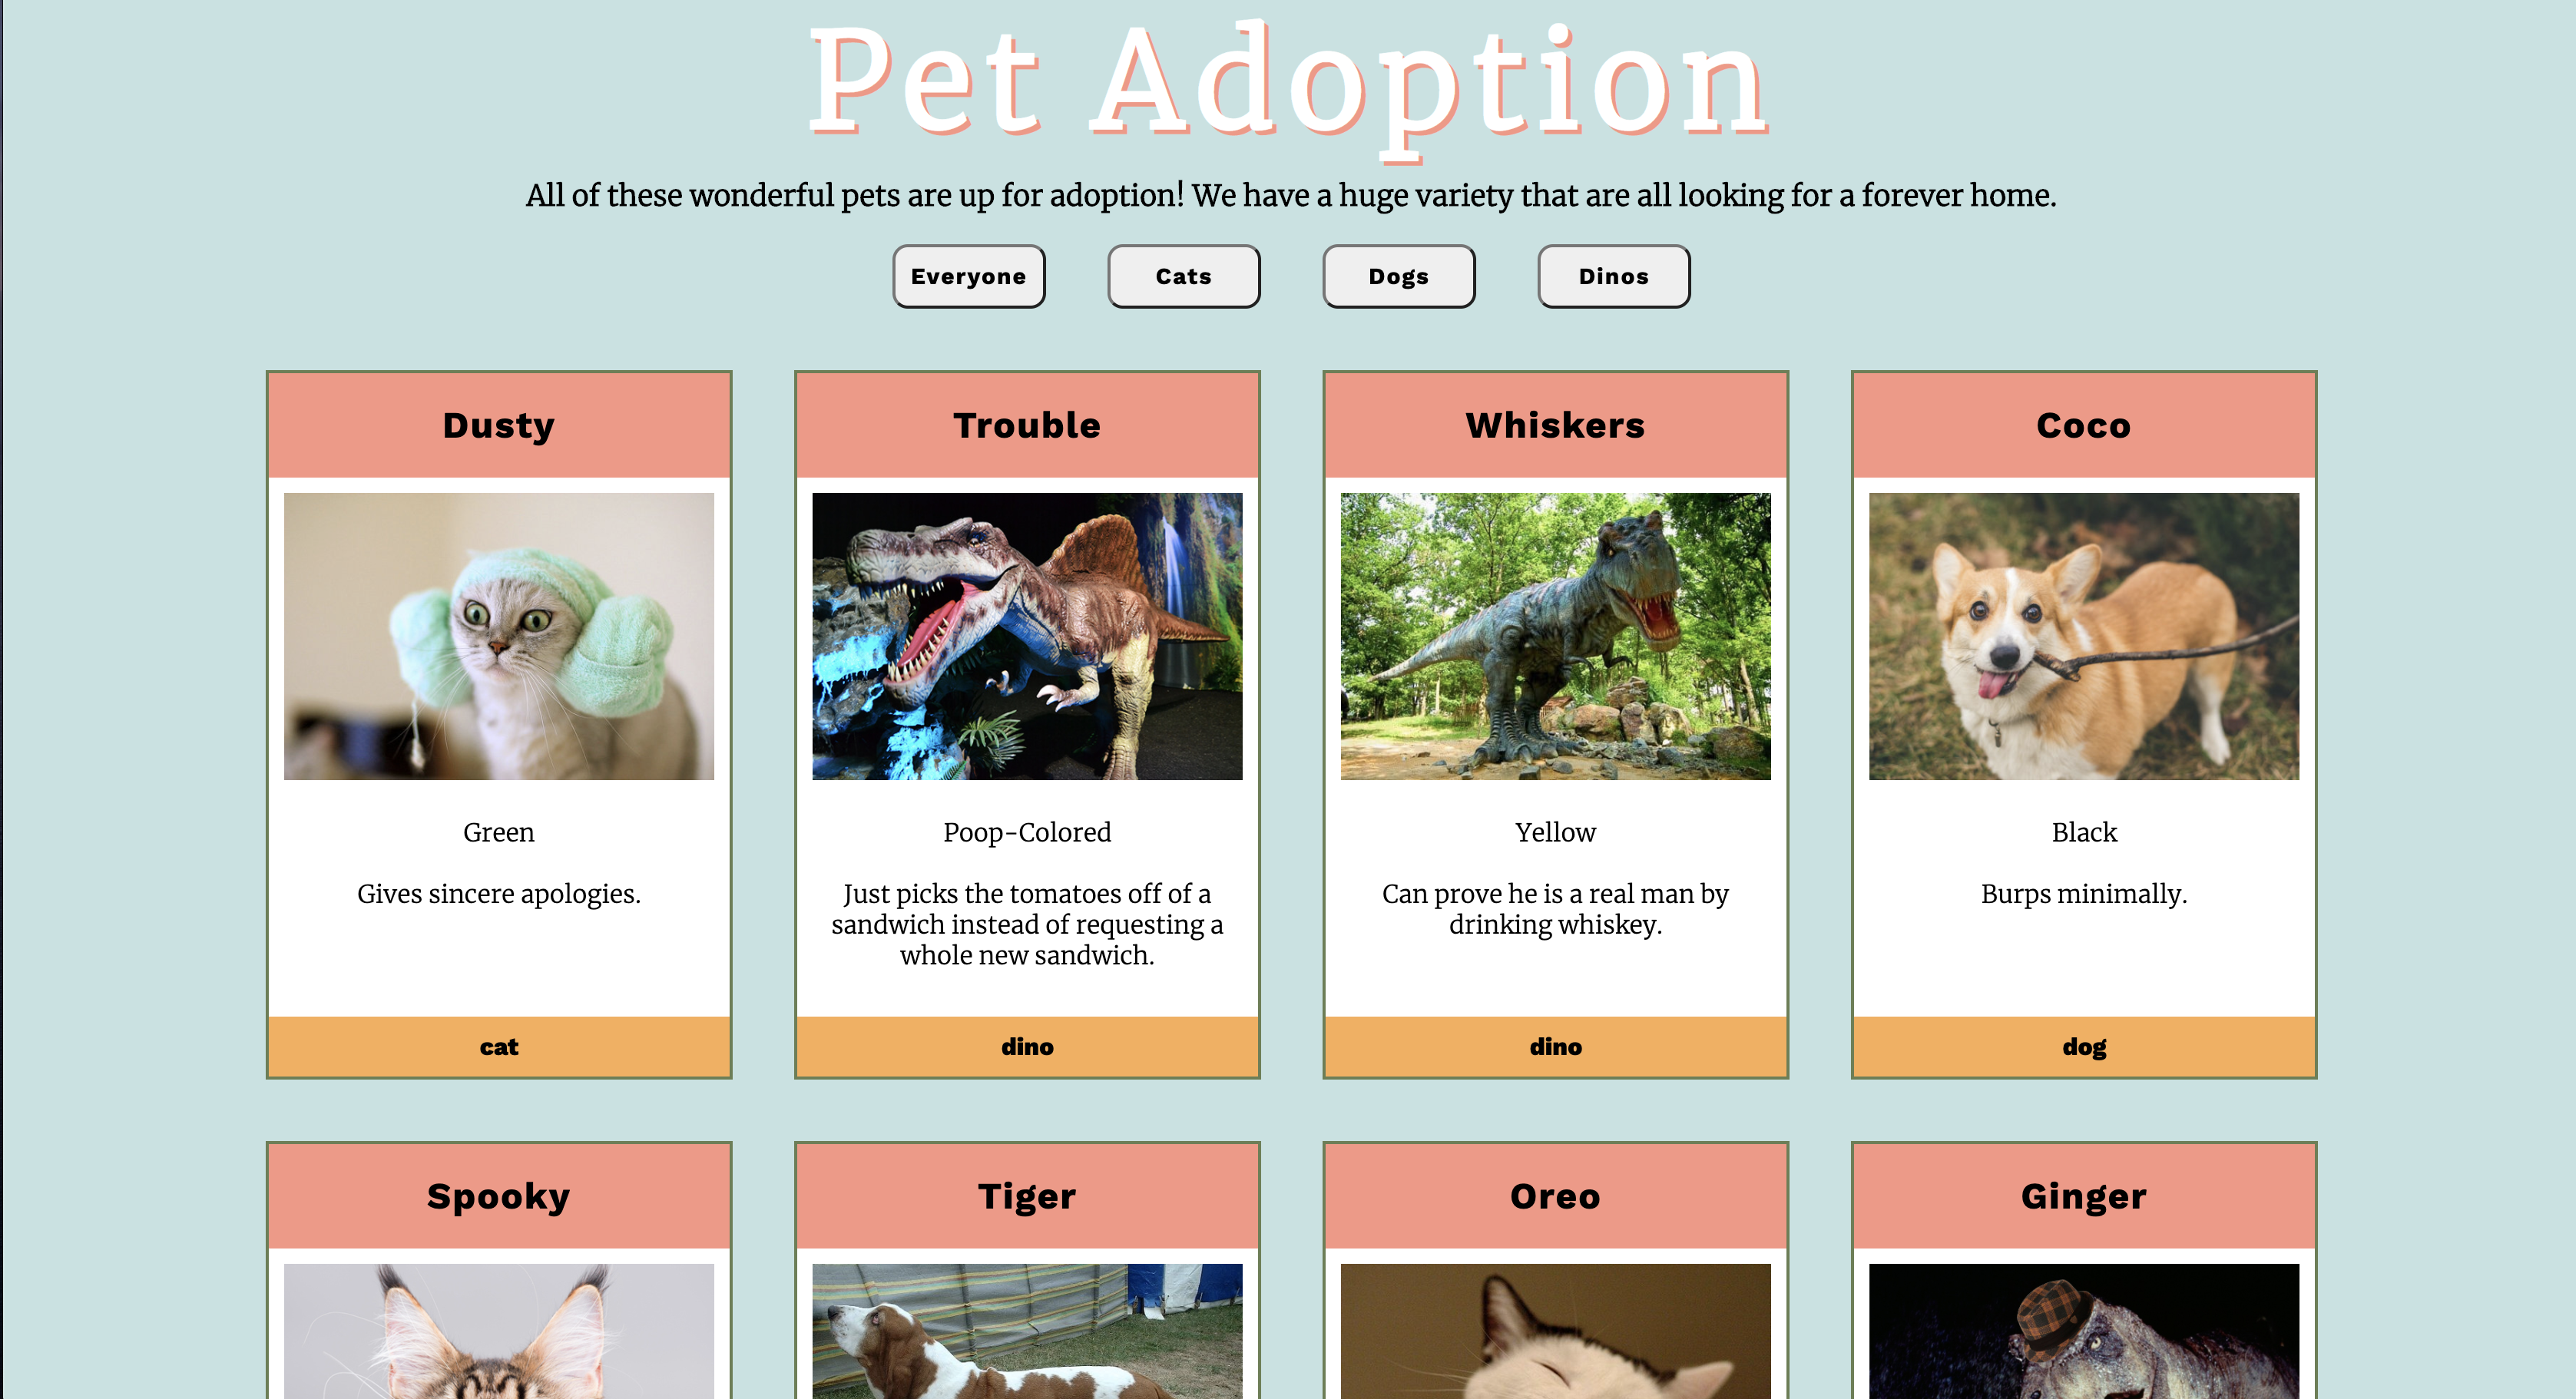 Pet Adoption
All of these wonderful pets are up for adoption! We have a huge variety that are all looking for a forever home.
Everyone
Cats
Dogs
Dinos
Dusty
Green
Gives sincere apologies.
cat
Trouble
Poop-Colored
Just picks the tomatoes off of a
sandwich instead of requesting a
whole new sandwich.
dino
Whiskers
Yellow
Can prove he is a real man by
drinking whiskey.
dino
Coco
Black
Burps minimally.
dog
Spooky
Tiger
Oreo
Ginger